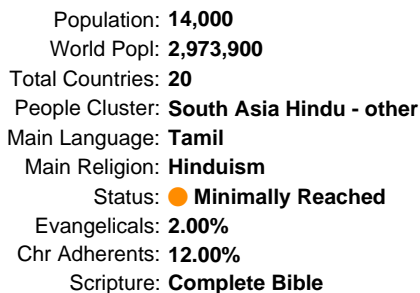 Population: 14,000
World Popl: 2,973,900
Total Countries: 20
People Cluster: South Asia Hindu - other
Main Language: Tamil
Main Religion: Hinduism
Status: Minimally Reached
Evangelicals: 2.00%
Chr Adherents: 12.00%
Scripture: Complete Bible